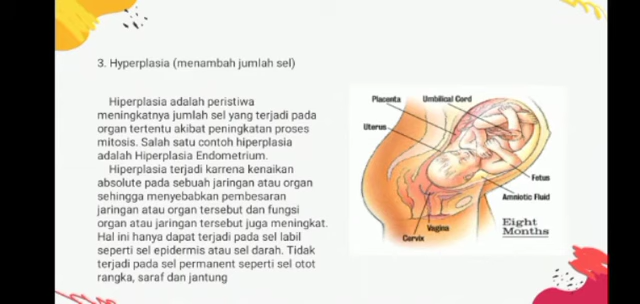 3. Hyperplasia (menambah jumlah sel)
Hiperplasia adalah peristiwa
meningkatnya jumlah sel yang terjadi pada
organ tertentu akibat peningkatan proses
mitosis. Salah satu contoh hiperplasia
adalah Hiperplasia Endometrium.
Hiperplasia terjadi karrena kenaikan
absolute pada sebuah jaringan atau organ
sehingga menyebabkan pembesaran
jaringan atau organ tersebut dan fungsi
organ atau jaringan tersebut juga meningkat.
Hal ini hanya dapat terjadi pada sel labil
seperti sel epidermis atau sel darah. Tidak
terjadi pada sel permanent seperti sel otot
rangka, saraf dan jantung
Placenta
Umbilical Cord
Uterus
Fetus
Amniotic Fluid
Vagina
Cervix
Eight
Months